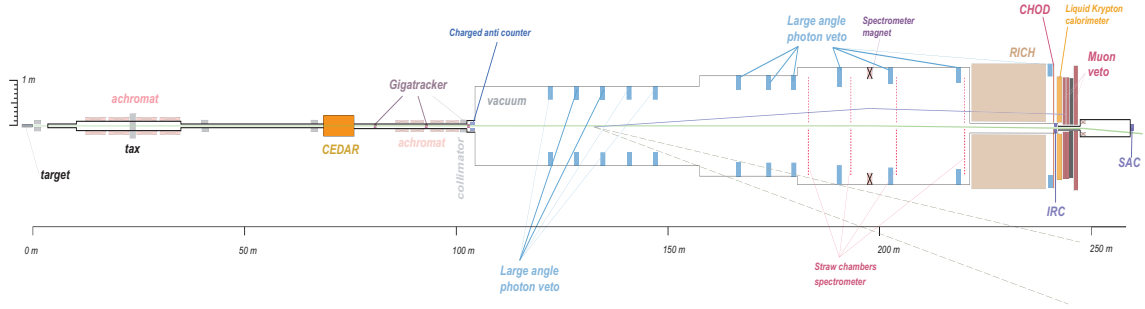 CHOD
Liquid Krypton
calorimeter
Large angle
photon veto
Spectrometer
magnet
Charged anti counter
RICH
Muon
veto
1 m
achromat
Gigatracker
vacuum
tax
CEDAR
achromat
collimator
target
SAC
IRC
0 m
50 m
100 m
150 m
200 m
250 m
Large angle
photon veto
Straw chambers
spectrometer